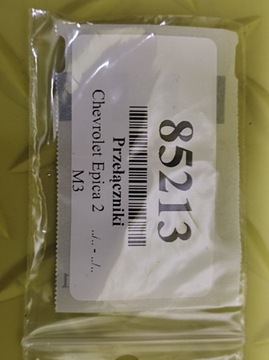 85213
Przełączniki
Chevrolet Epica 2 ../.. - ../..
M3